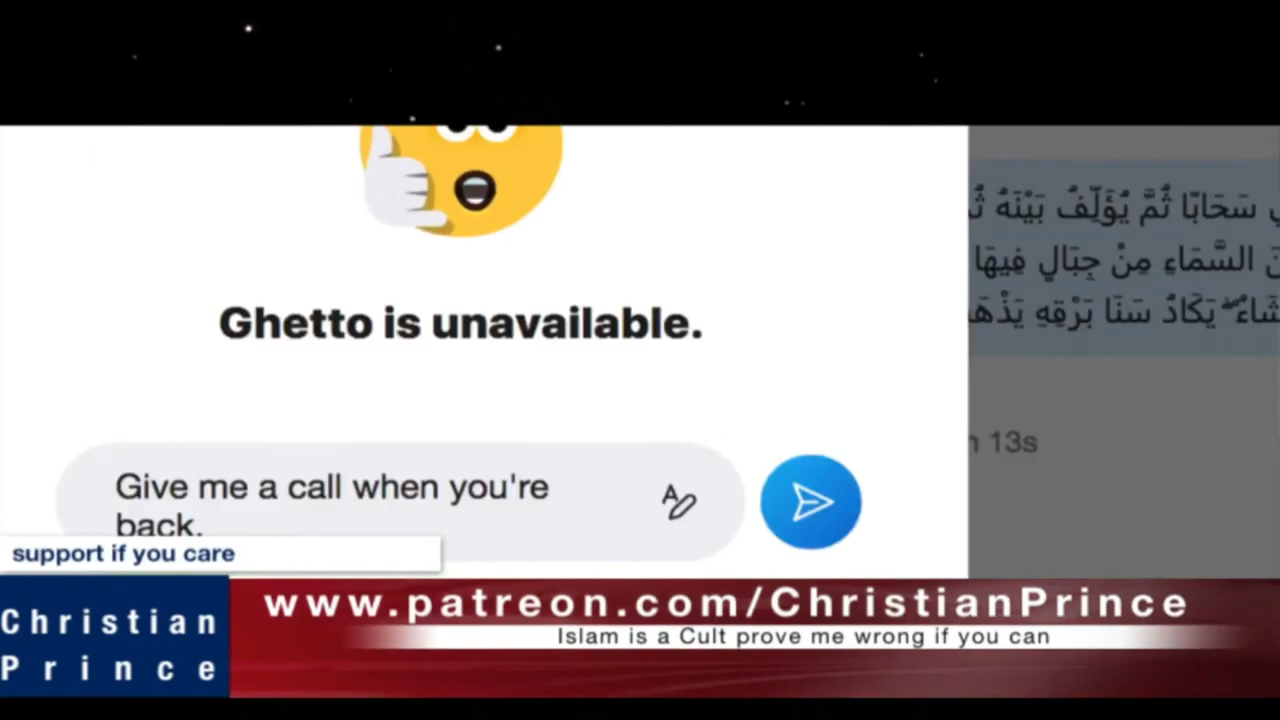 سَحَابًا ثُمَّ يُؤَلِّفُ بَيْنَهُ
السَّمَاءِ مِنْ جِبَالٍ فِيهَا
يَكَادُ سَنَا بَرْقِهِ
Ghetto is unavailable.
13s
Give me a call when you're
back.
support if you care
Christian
Prince
www.patreon.com/ChristianPrince
Islam is a Cult prove me wrong if you can